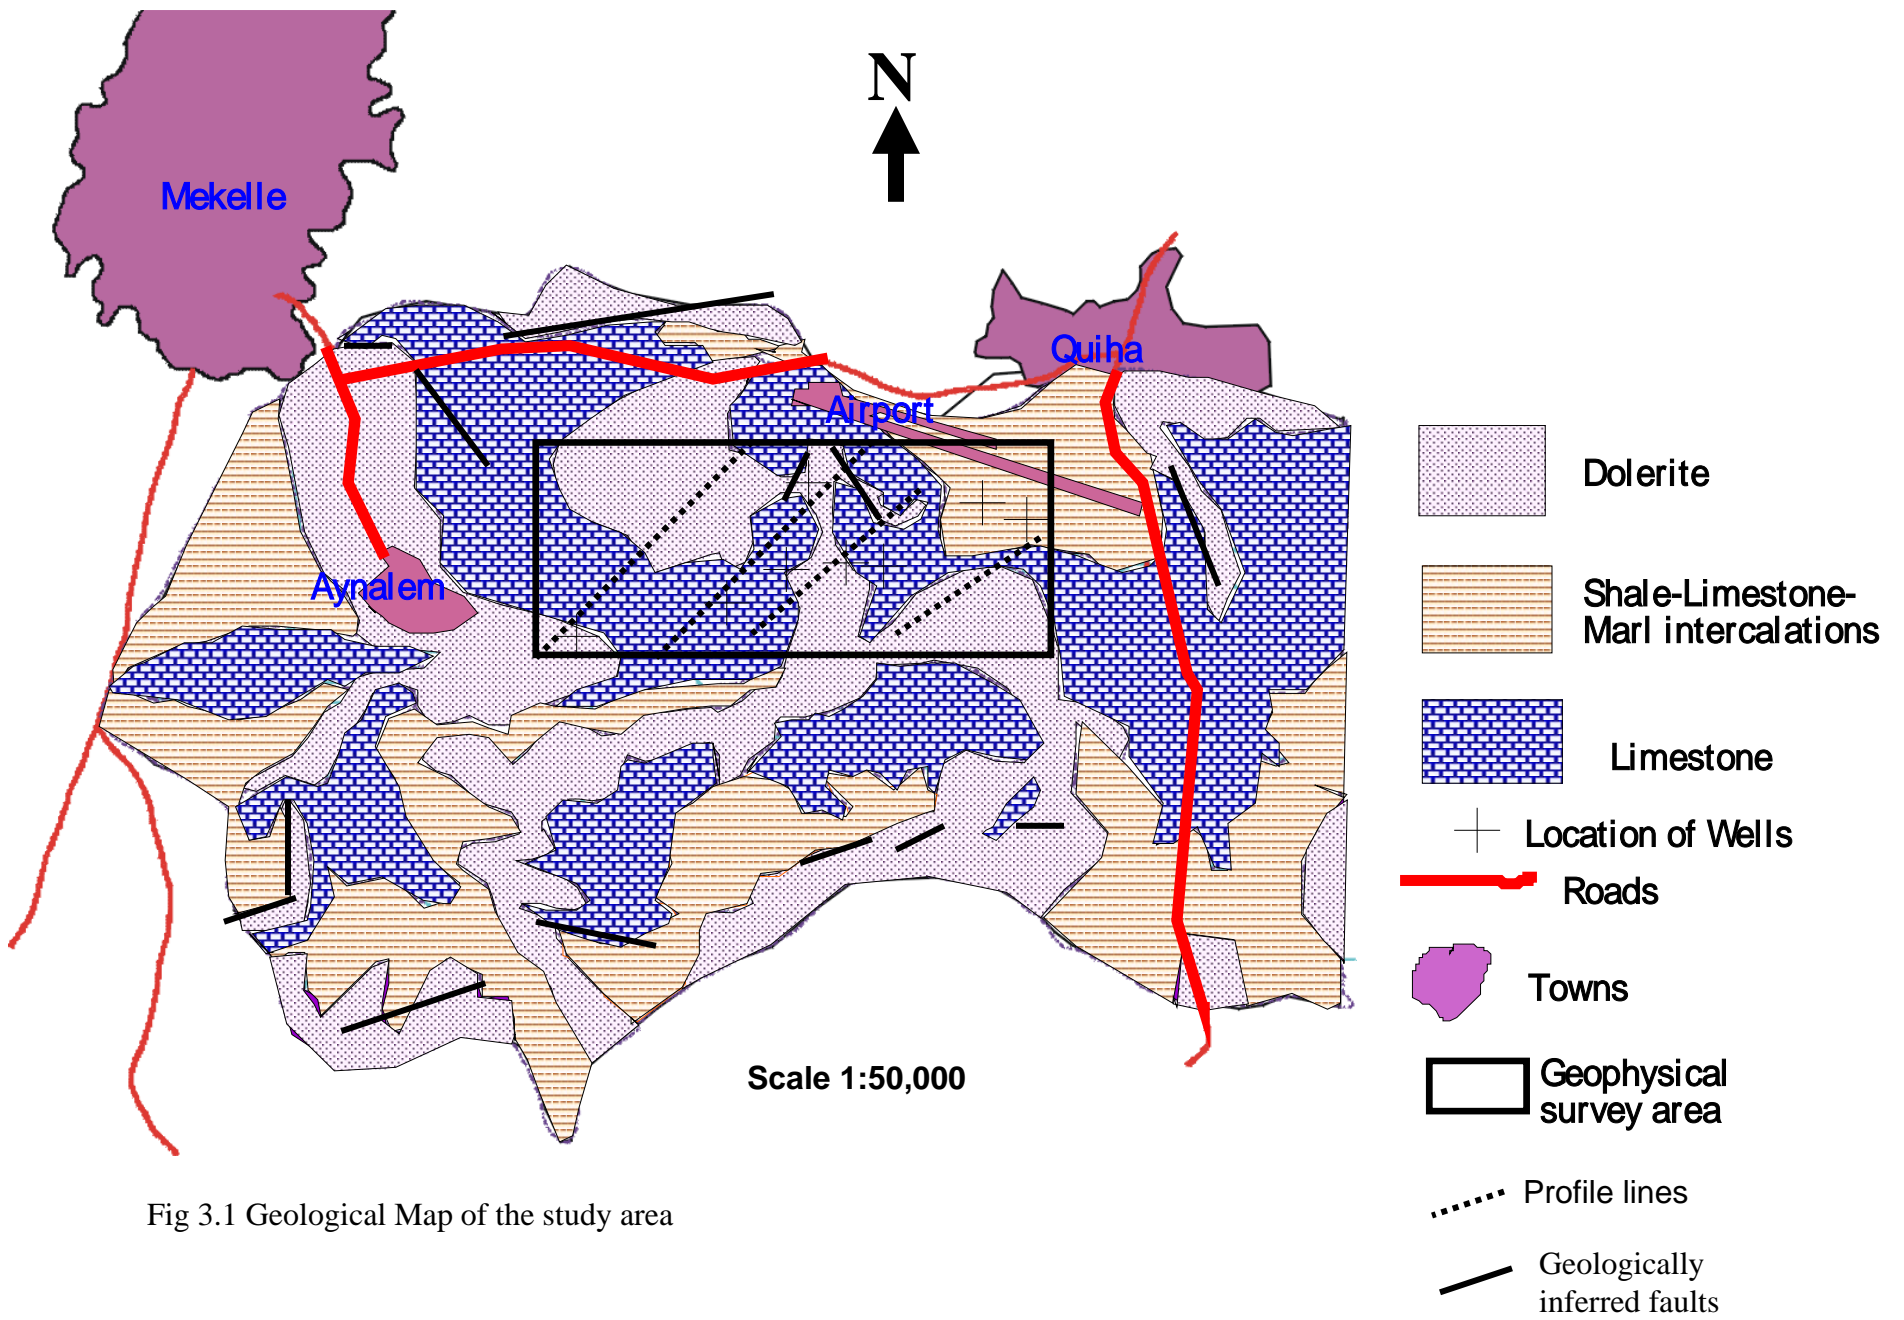 N
Mekelle
Quiha
Airport
Aynalem
Dolerite
Shale-Limestone-
Marl intercalations
Limestone
Location of Wells
Roads
Towns
Geophysical
survey area
Scale 1:50,000
Profile lines
Fig 3.1 Geological Map of the study area
Geologically
inferred faults